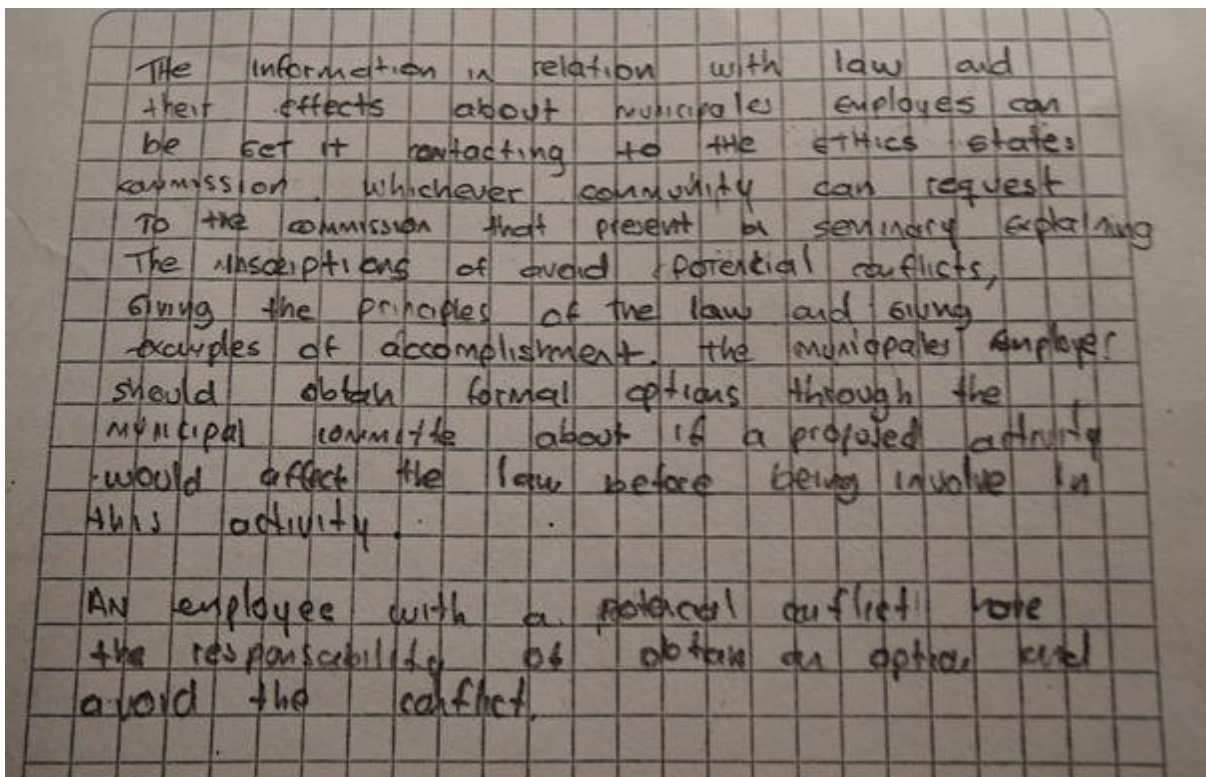 THe information in relation with law and
their effects about municipales employes can
be get it contacting to the ETHics states
commission. Whichever community can request
To the commission that present a seminary explaining
The inscriptions of avoid potential conflicts,
Giving the principles of the law and giving
examples of accomplishment. the municipales employer
should obtain formal options through the
municipal committe about if a proposed activity
would affect the law before being involve in
this activity.
AN employee with a potencial conflict have
the responsability of obtain an option and
avoid the conflict.